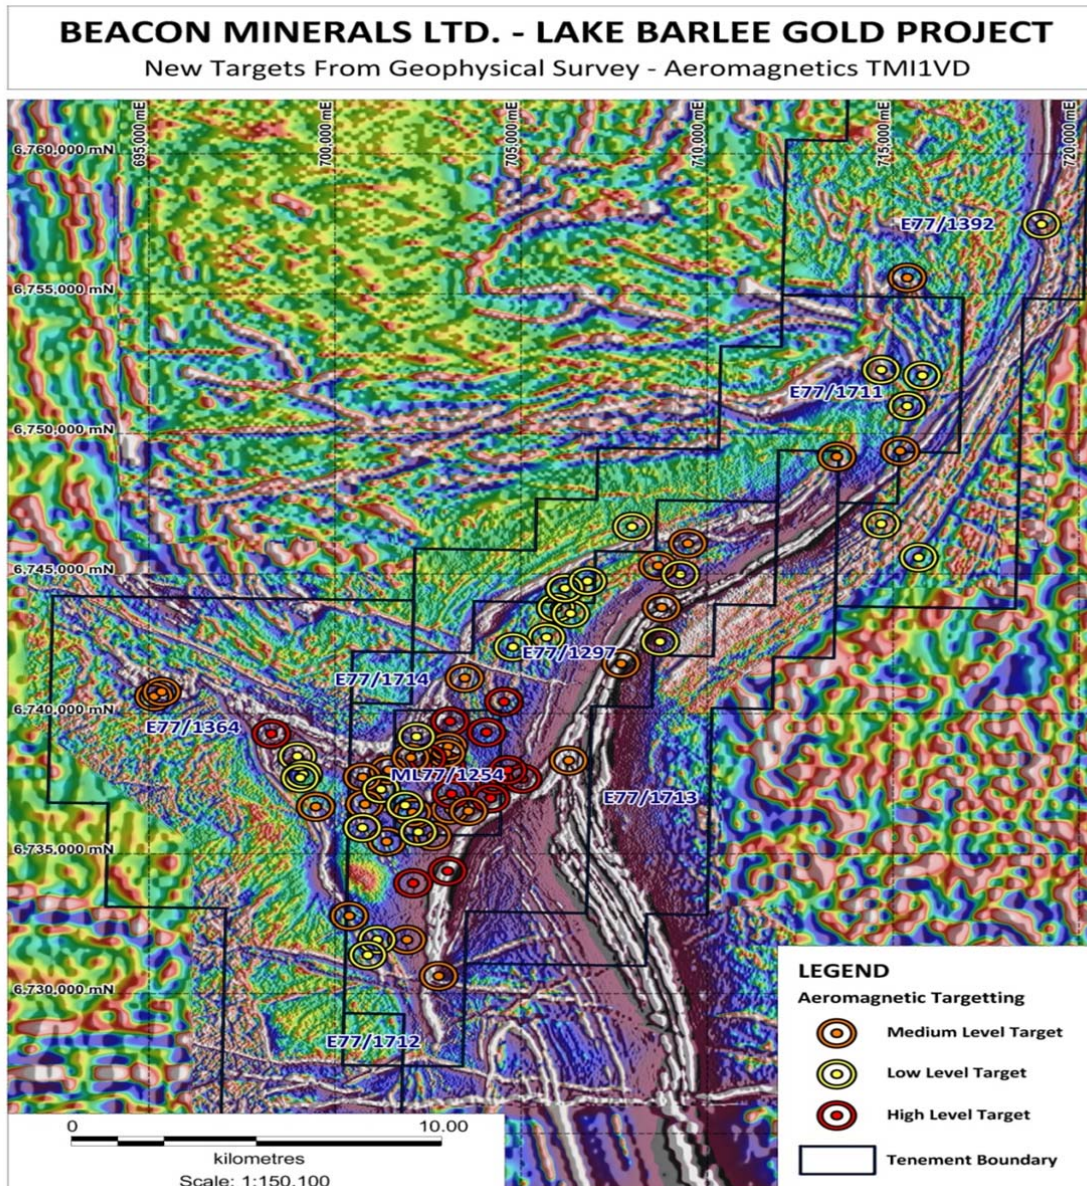 BEACON MINERALS LTD. - LAKE BARLEE GOLD PROJECT
New Targets From Geophysical Survey - Aeromagnetics TMI1VD
695,000 mE
700,000 mE
705,000 mE
710,000 mE
715,000 mE
720,000 mE
6,760,000 mN
E77/1392
6,755,000 mN
E77/1711
6,750,000 mN
6,745,000 mN
E77/1297
E77/1714
6,740,000 mN
E77/1364
ML77/1254
E77/1713
6,735,000 mN
6,730,000 mN
E77/1712
LEGEND
Aeromagnetic Targetting
Medium Level Target
Low Level Target
High Level Target
Tenement Boundary
0 10.00
kilometres
Scale: 1:150,100